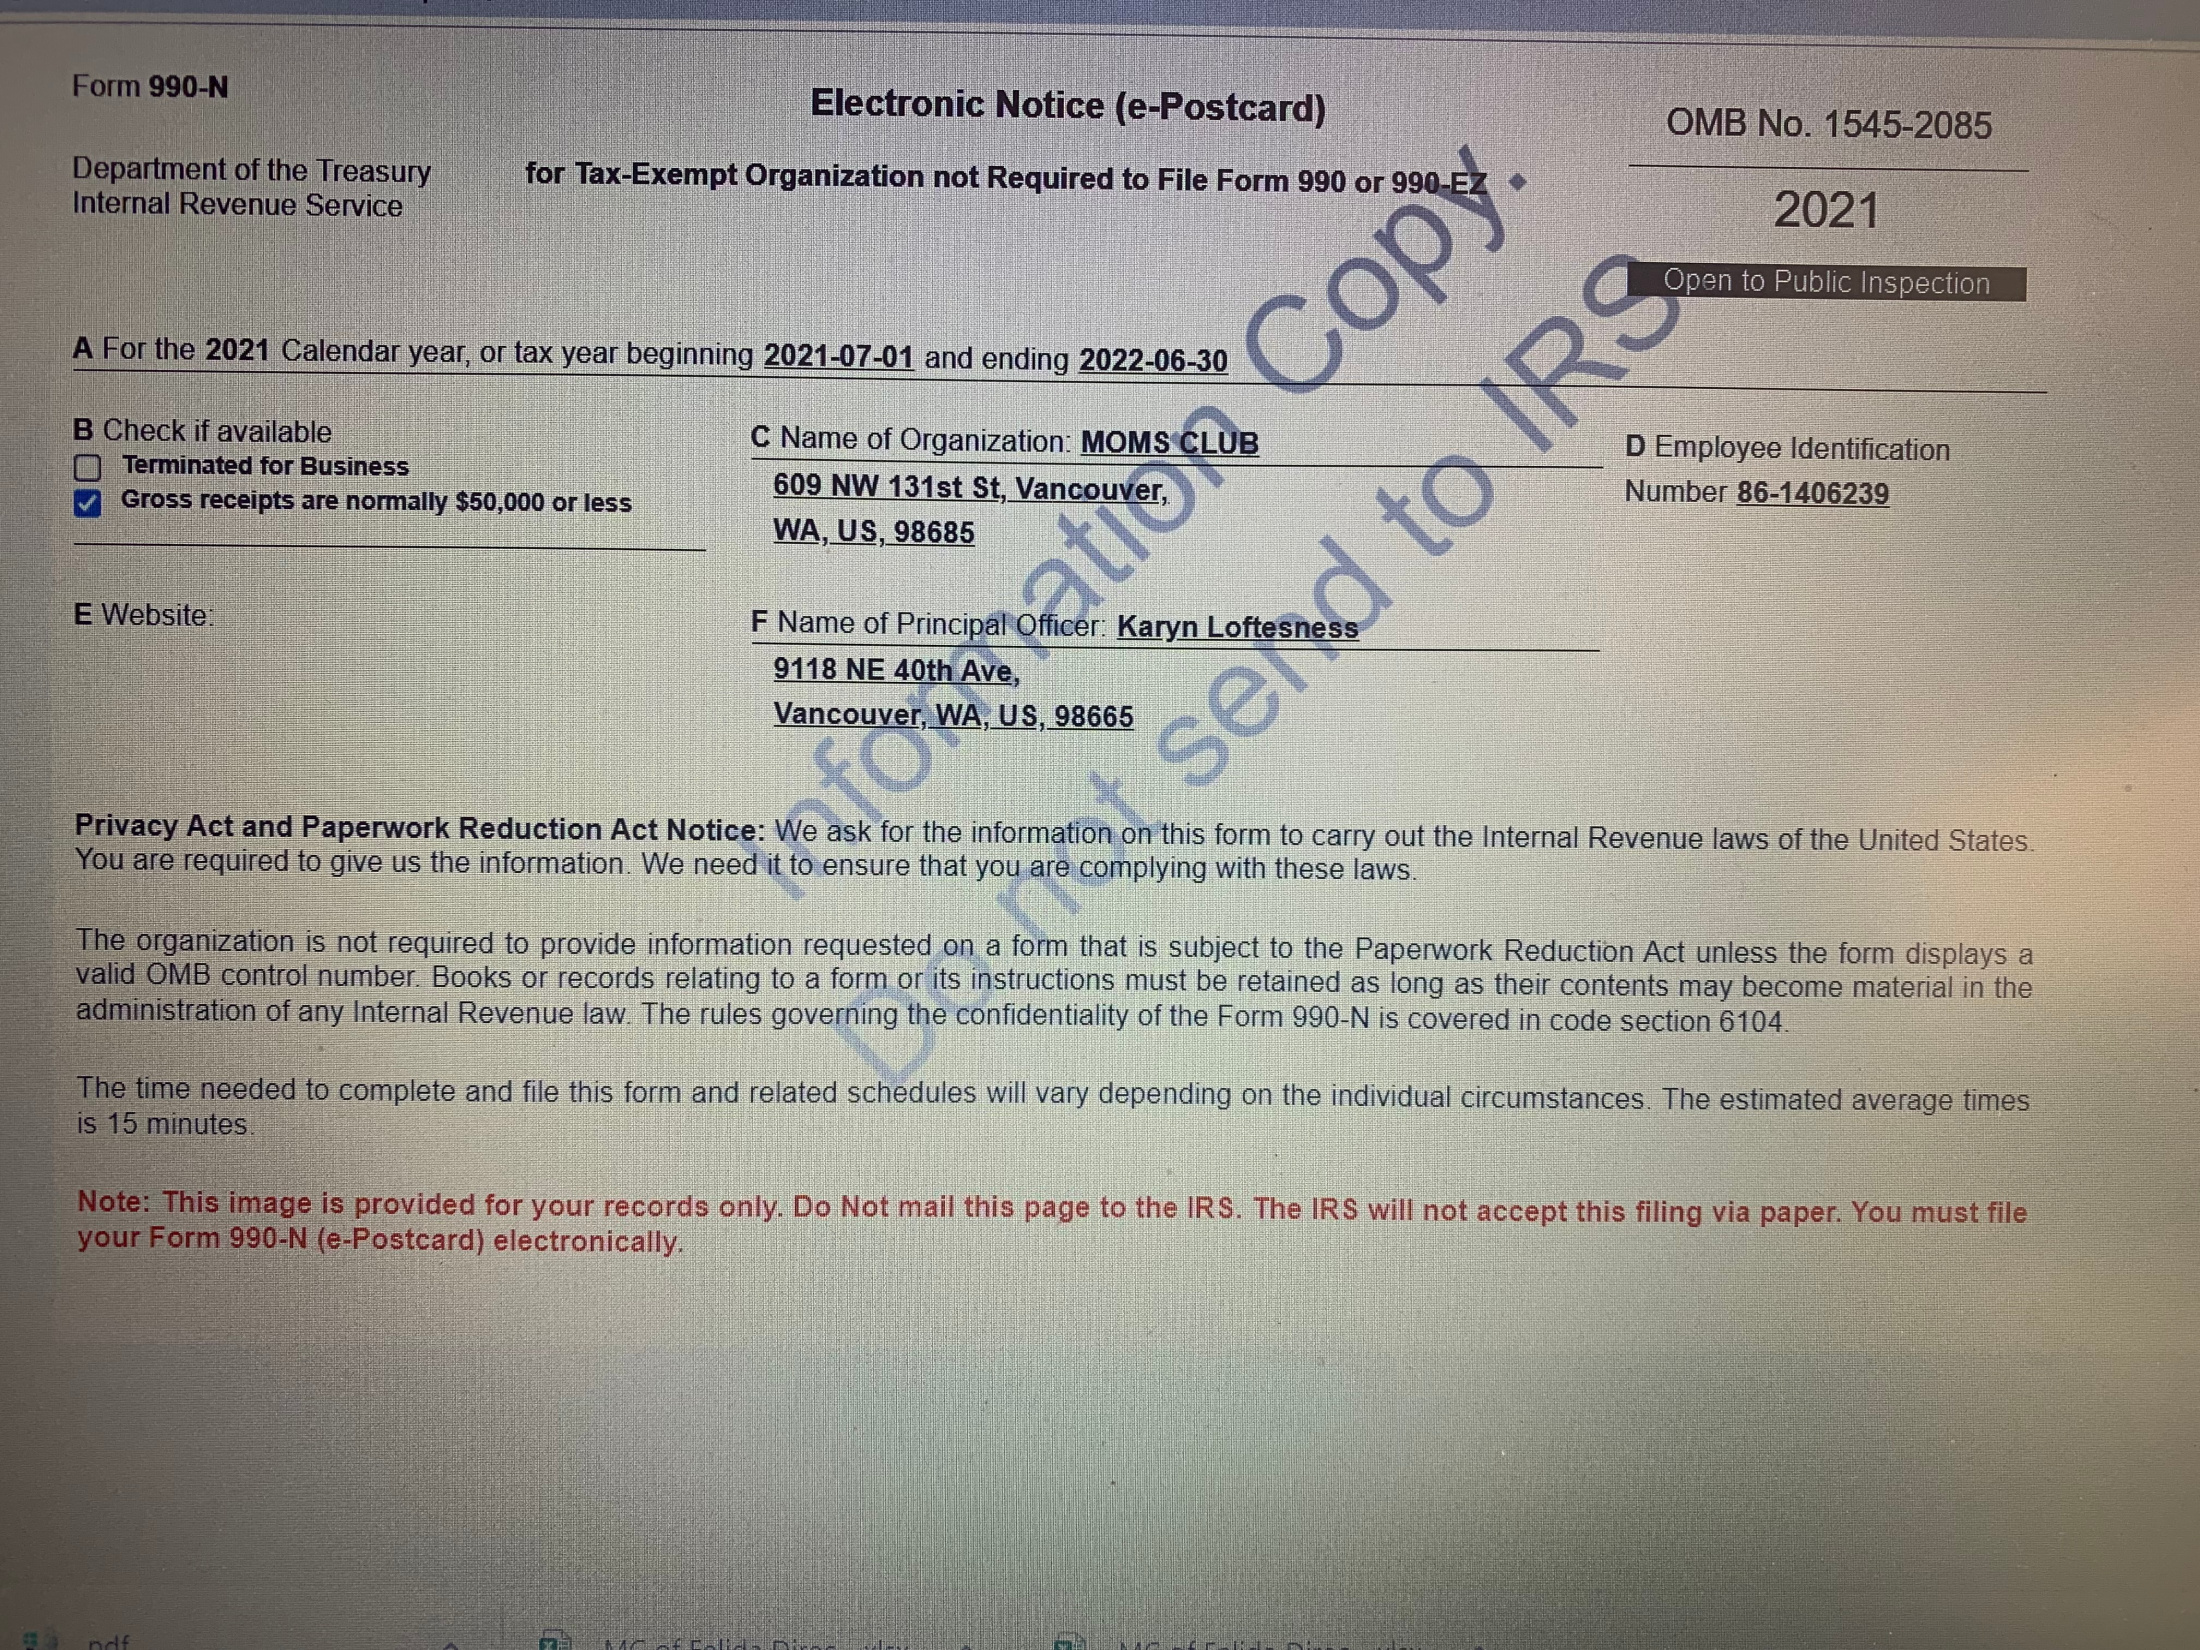 Form 990-N
Electronic Notice (e-Postcard)
OMB No. 1545-2085
Department of the Treasury
Internal Revenue Service
for Tax-Exempt Organization not Required to File Form 990 or 990-EZ
2021
Open to Public Inspection
A For the 2021 Calendar year, or tax year beginning 2021-07-01 and ending 2022-06-30
B Check if available
Terminated for Business
Gross receipts are normally $50,000 or less
C Name of Organization: MOMS CLUB
609 NW 131st St, Vancouver,
WA, US, 98685
D Employee Identification
Number 86-1406239
E Website:
F Name of Principal Officer: Karyn Loftesness
9118 NE 40th Ave,
Vancouver, WA, US, 98665
Information Copy.
Do not send to IRS
Privacy Act and Paperwork Reduction Act Notice: We ask for the information on this form to carry out the Internal Revenue laws of the United States.
You are required to give us the information. We need it to ensure that you are complying with these laws.
The organization is not required to provide information requested on a form that is subject to the Paperwork Reduction Act unless the form displays a
valid OMB control number. Books or records relating to a form or its instructions must be retained as long as their contents may become material in the
administration of any Internal Revenue law. The rules governing the confidentiality of the Form 990-N is covered in code section 6104.
The time needed to complete and file this form and related schedules will vary depending on the individual circumstances. The estimated average times
is 15 minutes.
Note: This image is provided for your records only. Do Not mail this page to the IRS. The IRS will not accept this filing via paper. You must file
your Form 990-N (e-Postcard) electronically.
pdf